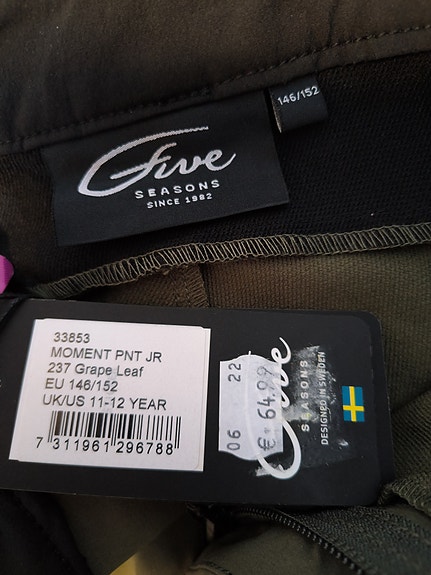 146/152
Five
SEASONS
SINCE 1982
33853
MOMENT PNT JR
237 Grape Leaf
EU 146/152
UK/US 11-12 YEAR
7 311961 296788
06 22
€ 64.99
Five
SEASONS
DESIGNED IN SWEDEN